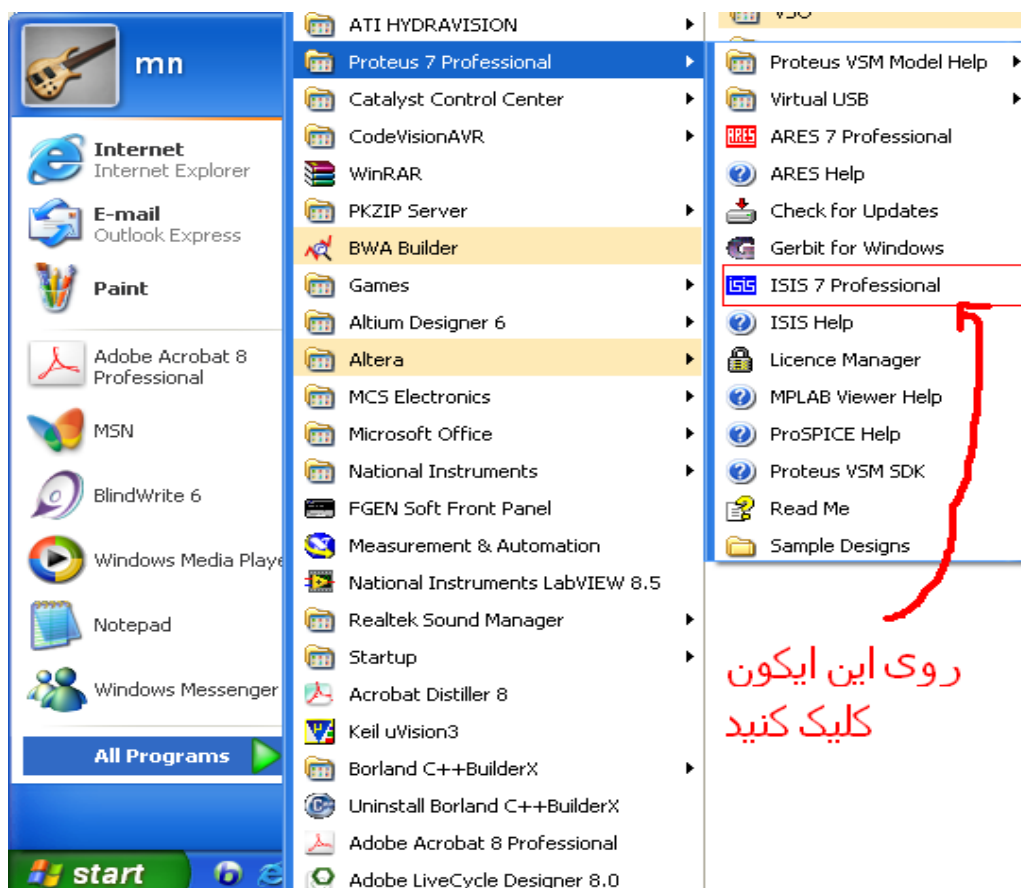 mn
Internet
Internet Explorer
E-mail
Outlook Express
Paint
Adobe Acrobat 8
Professional
MSN
BlindWrite 6
Windows Media Playe
Notepad
Windows Messenger
All Programs
start
ATI HYDRAVISION
Proteus 7 Professional
Catalyst Control Center
CodeVisionAVR
WinRAR
PKZIP Server
BWA Builder
Games
Altium Designer 6
Altera
MCS Electronics
Microsoft Office
National Instruments
FGEN Soft Front Panel
Measurement & Automation
National Instruments LabVIEW 8.5
Realtek Sound Manager
Startup
Acrobat Distiller 8
Keil uVision3
Borland C++BuilderX
Uninstall Borland C++BuilderX
Adobe Acrobat 8 Professional
Adobe LiveCycle Designer 8.0
VSO
Proteus VSM Model Help
Virtual USB
ARES
ARES 7 Professional
ARES Help
Check for Updates
Gerbit for Windows
isis
ISIS 7 Professional
ISIS Help
Licence Manager
MPLAB Viewer Help
ProSPICE Help
Proteus VSM SDK
Read Me
Sample Designs
روی این ایکون
کلیک کنید